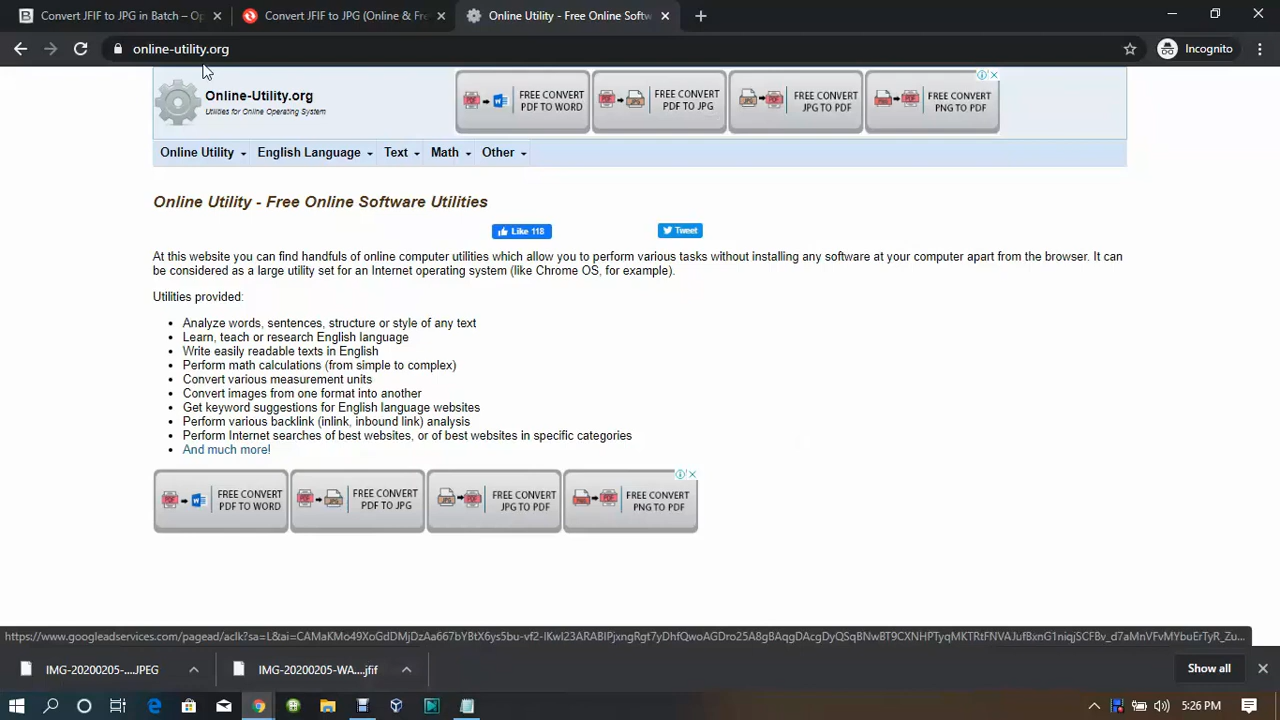 Convert JFIF to JPG in Batch – Op
Convert JFIF to JPG (Online & Fre
Online Utility - Free Online Softw
online-utility.org
Incognito
Online-Utility.org
Utilities for Online Operating System
FREE CONVERT PDF TO WORD
FREE CONVERT PDF TO JPG
FREE CONVERT JPG TO PDF
FREE CONVERT PNG TO PDF
Online Utility English Language Text Math Other
Online Utility - Free Online Software Utilities
Like 118
Tweet
At this website you can find handfuls of online computer utilities which allow you to perform various tasks without installing any software at your computer apart from the browser. It can
be considered as a large utility set for an Internet operating system (like Chrome OS, for example).
Utilities provided:
Analyze words, sentences, structure or style of any text
Learn, teach or research English language
Write easily readable texts in English
Perform math calculations (from simple to complex)
Convert various measurement units
Convert images from one format into another
Get keyword suggestions for English language websites
Perform various backlink (inlink, inbound link) analysis
Perform Internet searches of best websites, or of best websites in specific categories
And much more!
FREE CONVERT PDF TO WORD
FREE CONVERT PDF TO JPG
FREE CONVERT JPG TO PDF
FREE CONVERT PNG TO PDF
IMG-20200205-....JPEG
IMG-20200205-WA....jfif
Show all
5:26 PM